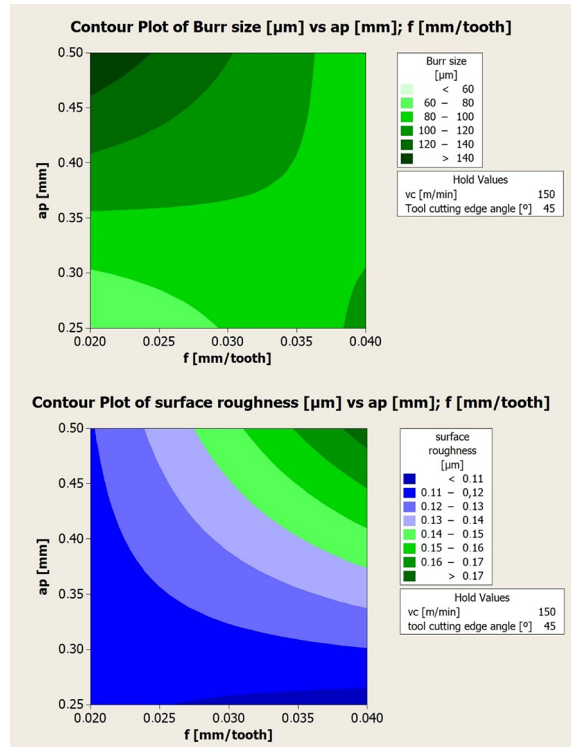 Contour Plot of Burr size [µm] vs ap [mm]; f [mm/tooth]
0.50
0.45
0.40
0.35
0.30
0.25
ap [mm]
0.020 0.025 0.030 0.035 0.040
f [mm/tooth]
Burr size
[µm]
< 60
60 – 80
80 – 100
100 – 120
120 – 140
> 140
Hold Values
vc [m/min] 150
Tool cutting edge angle [º] 45
Contour Plot of surface roughness [µm] vs ap [mm]; f [mm/tooth]
0.50
0.45
0.40
0.35
0.30
0.25
ap [mm]
0.020 0.025 0.030 0.035 0.040
f [mm/tooth]
surface
roughness
[µm]
< 0.11
0.11 – 0,12
0.12 – 0.13
0.13 – 0.14
0.14 – 0.15
0.15 – 0.16
0.16 – 0.17
> 0.17
Hold Values
vc [m/min] 150
tool cutting edge angle [º] 45